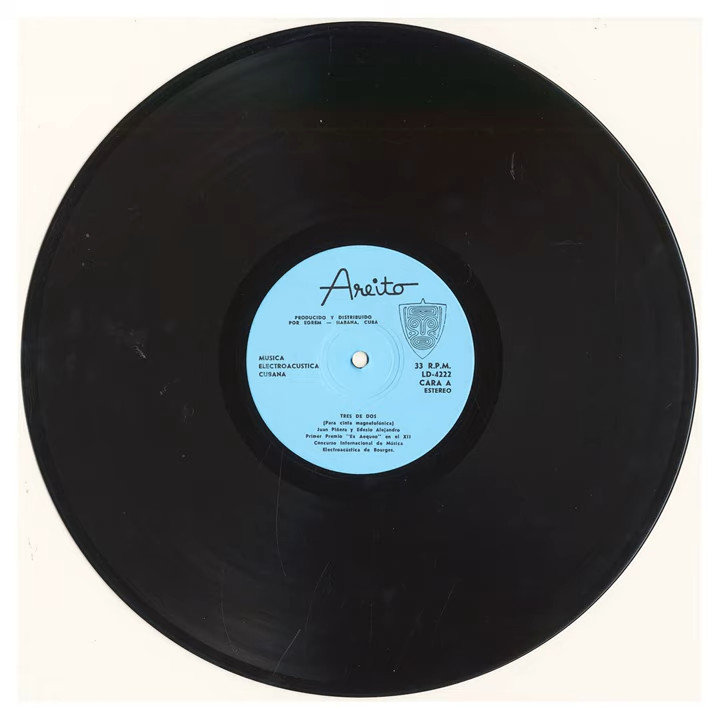 Areito
PRODUCIDO Y DISTRIBUIDO
POR EGREM — HABANA, CUBA
MUSICA
ELECTROACUSTICA
CUBANA
33 R.P.M.
LD-4222
CARA A
ESTEREO
TRES DE DOS
(Para cinta magnetofónica)
Juan Piñera y Edesio Alejandro
Primer Premio "Ex Aequno" en el XII
Concurso Internacional de Música
Electroacústica de Bourges.